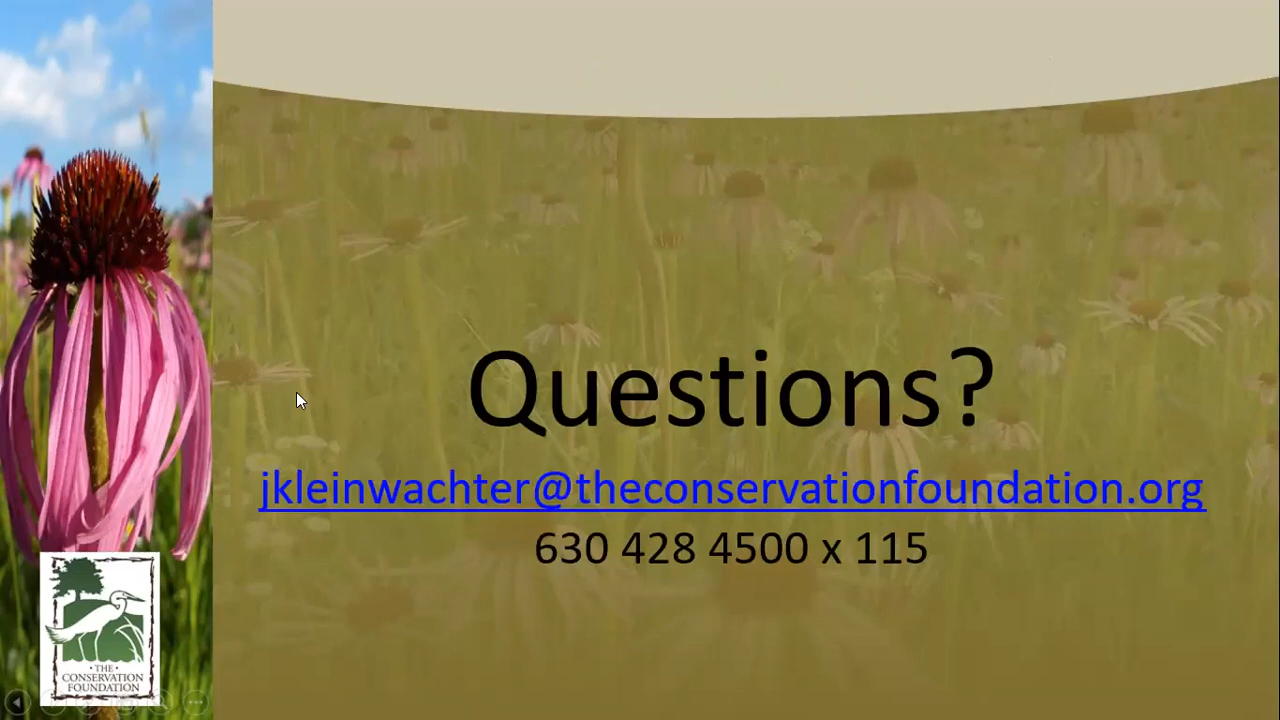 Questions?
jkleinwachter@theconservationfoundation.org
630 428 4500 x 115
· THE ·
CONSERVATION
FOUNDATION